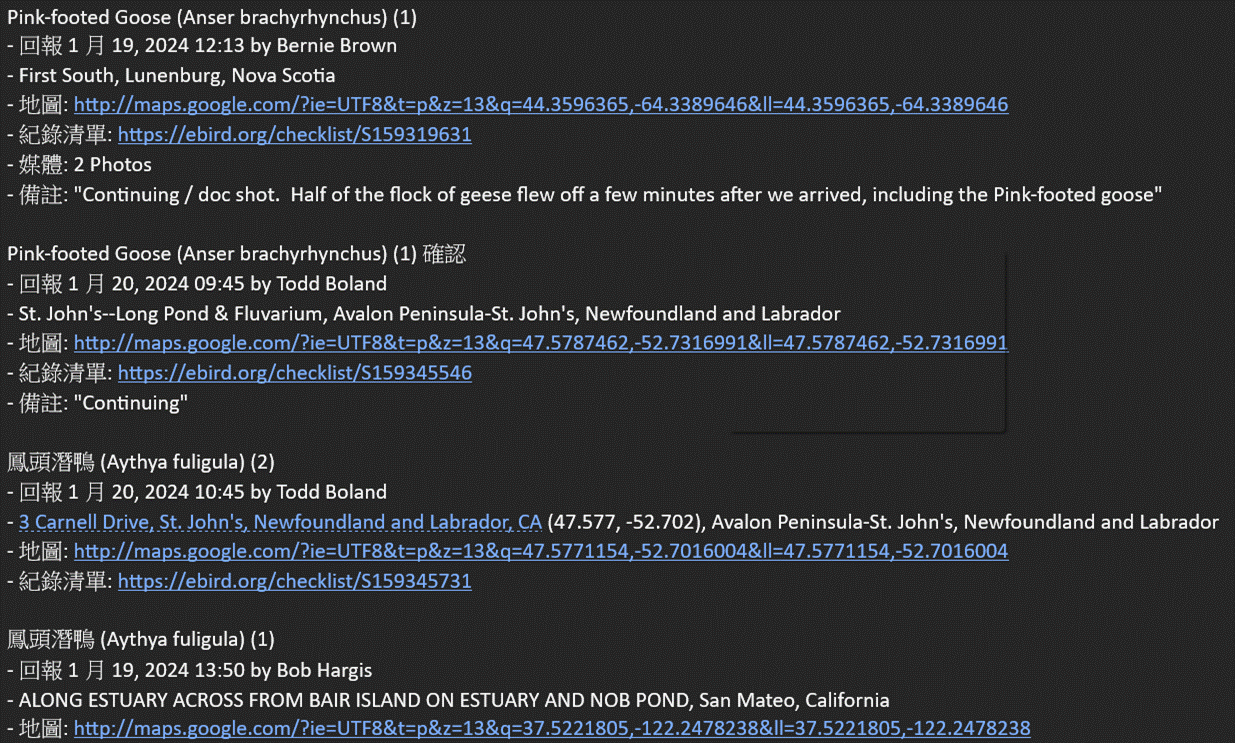 Pink-footed Goose (Anser brachyrhynchus) (1)
- 回報 1 月 19, 2024 12:13 by Bernie Brown
- First South, Lunenburg, Nova Scotia
- 地圖: http://maps.google.com/?ie=UTF8&t=p&z=13&q=44.3596365,-64.3389646&ll=44.3596365,-64.3389646
- 紀錄清單: https://ebird.org/checklist/S159319631
- 媒體: 2 Photos
- 備註: "Continuing / doc shot.  Half of the flock of geese flew off a few minutes after we arrived, including the Pink-footed goose"

Pink-footed Goose (Anser brachyrhynchus) (1) 確認
- 回報 1 月 20, 2024 09:45 by Todd Boland
- St. John's--Long Pond & Fluvarium, Avalon Peninsula-St. John's, Newfoundland and Labrador
- 地圖: http://maps.google.com/?ie=UTF8&t=p&z=13&q=47.5787462,-52.7316991&ll=47.5787462,-52.7316991
- 紀錄清單: https://ebird.org/checklist/S159345546
- 備註: "Continuing"

鳳頭潛鴨 (Aythya fuligula) (2)
- 回報 1 月 20, 2024 10:45 by Todd Boland
- 3 Carnell Drive, St. John's, Newfoundland and Labrador, CA (47.577, -52.702), Avalon Peninsula-St. John's, Newfoundland and Labrador
- 地圖: http://maps.google.com/?ie=UTF8&t=p&z=13&q=47.5771154,-52.7016004&ll=47.5771154,-52.7016004
- 紀錄清單: https://ebird.org/checklist/S159345731

鳳頭潛鴨 (Aythya fuligula) (1)
- 回報 1 月 19, 2024 13:50 by Bob Hargis
- ALONG ESTUARY ACROSS FROM BAIR ISLAND ON ESTUARY AND NOB POND, San Mateo, California
- 地圖: http://maps.google.com/?ie=UTF8&t=p&z=13&q=37.5221805,-122.2478238&ll=37.5221805,-122.2478238